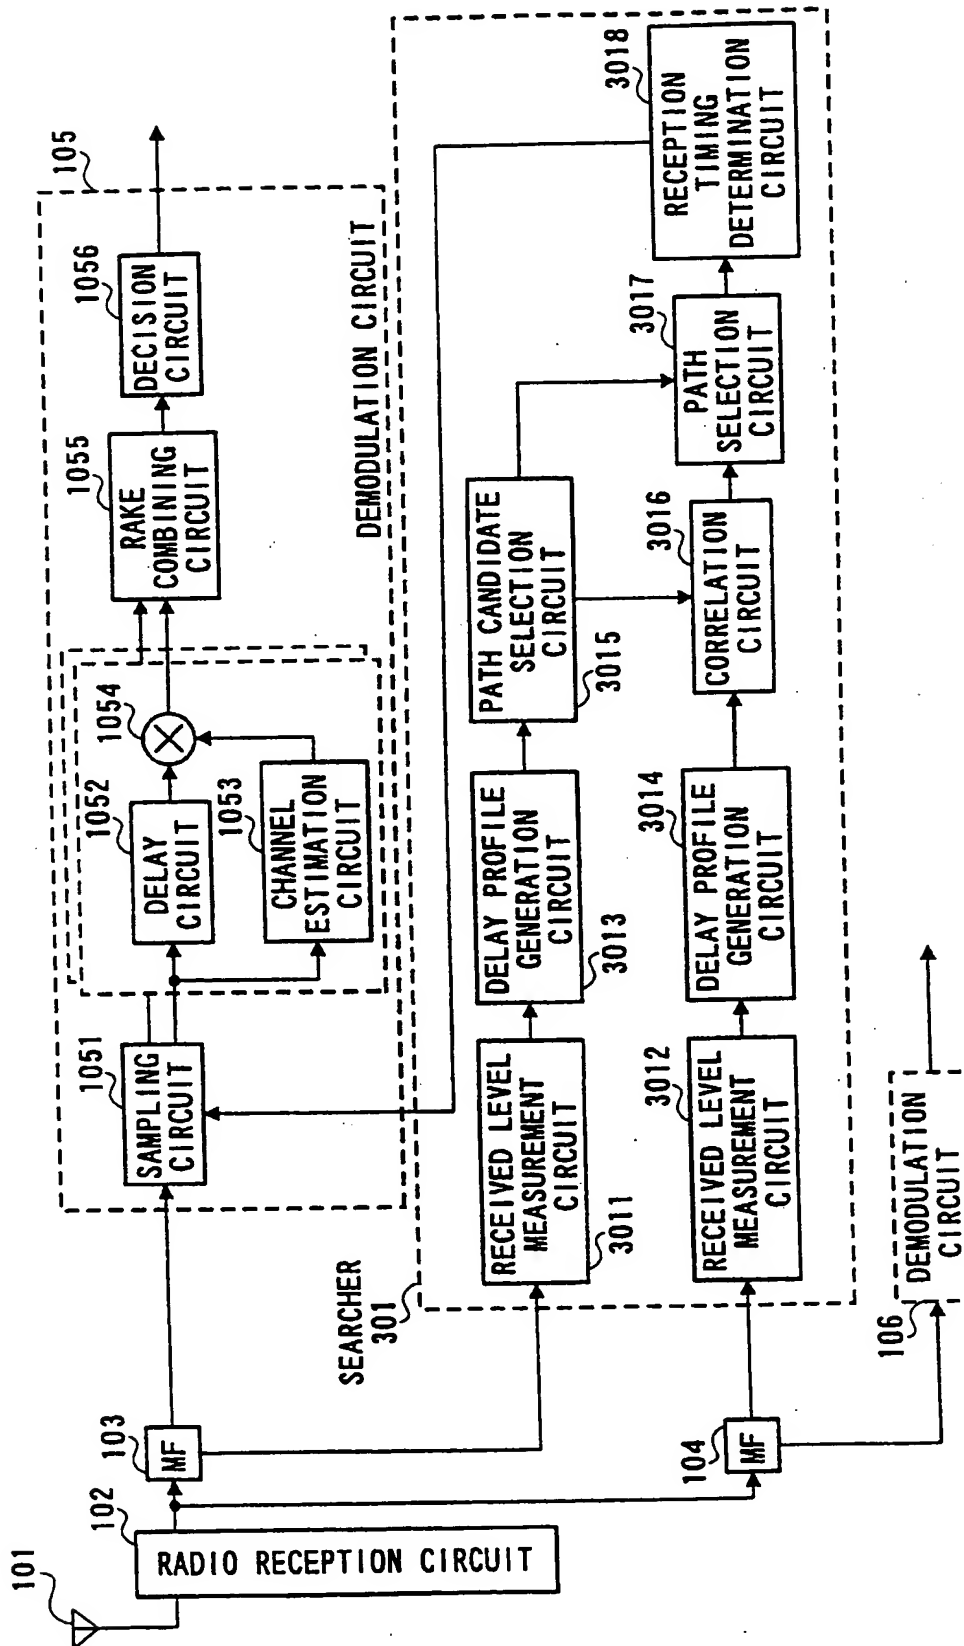 101
102
RADIO RECEPTION CIRCUIT
103
MF
104
MF
105
DEMODULATION CIRCUIT
1051
SAMPLING
CIRCUIT
1052
DELAY
CIRCUIT
1053
CHANNEL
ESTIMATION
CIRCUIT
1054
1055
RAKE
COMBINING
CIRCUIT
1056
DECISION
CIRCUIT
SEARCHER
301
3011
RECEIVED LEVEL
MEASUREMENT
CIRCUIT
3013
DELAY PROFILE
GENERATION
CIRCUIT
3015
PATH CANDIDATE
SELECTION
CIRCUIT
3012
RECEIVED LEVEL
MEASUREMENT
CIRCUIT
3014
DELAY PROFILE
GENERATION
CIRCUIT
3016
CORRELATION
CIRCUIT
3017
PATH
SELECTION
CIRCUIT
3018
RECEPTION
TIMING
DETERMINATION
CIRCUIT
106
DEMODULATION
CIRCUIT